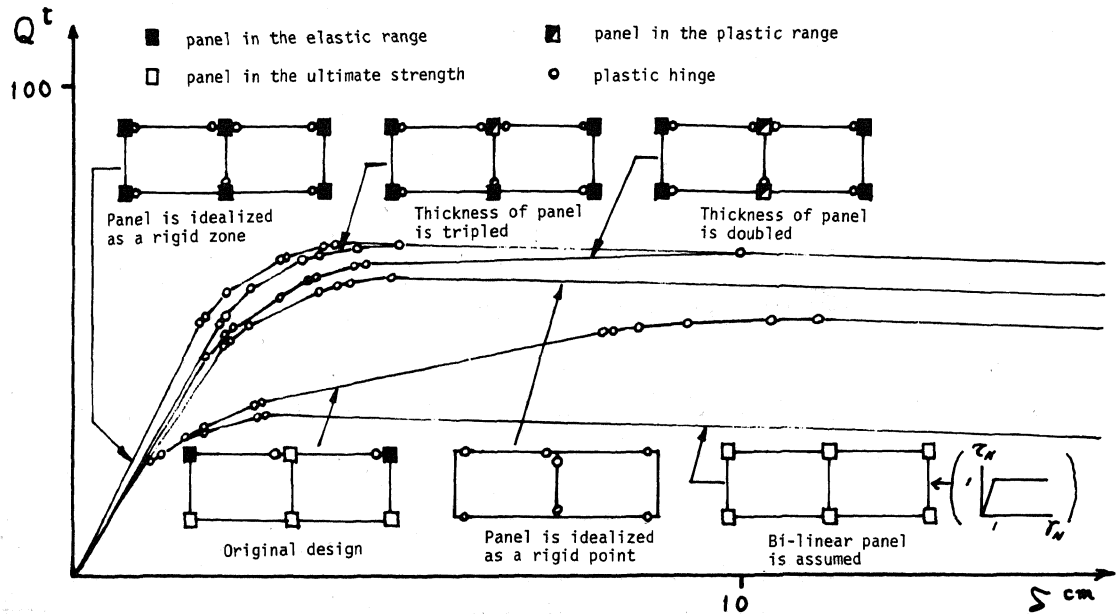 Q t
panel in the elastic range
panel in the plastic range
panel in the ultimate strength
plastic hinge
100
Panel is idealized
as a rigid zone
Thickness of panel
is tripled
Thickness of panel
is doubled
Original design
Panel is idealized
as a rigid point
Bi-linear panel
is assumed
τN
1
1
γN
10
δ cm